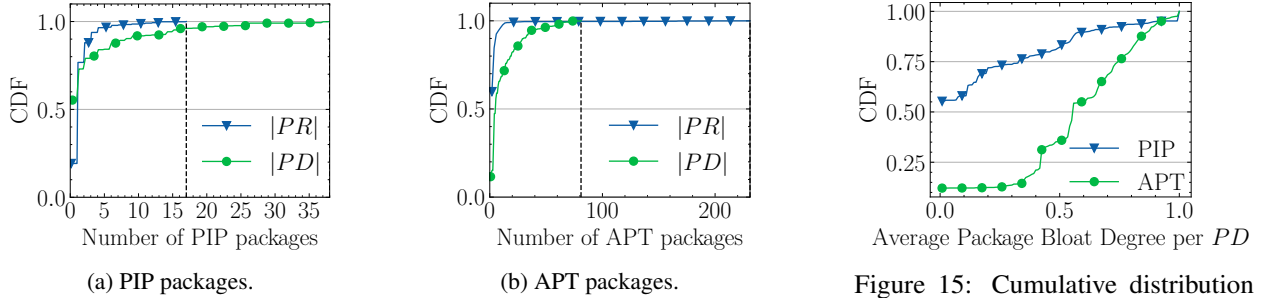 1.0
0.5
0.0
CDF
|PR|
|PD|
0 5 10 15 20 25 30 35
Number of PIP packages
(a) PIP packages.
1.0
0.5
0.0
CDF
|PR|
|PD|
0 100 200
Number of APT packages
(b) APT packages.
1.00
0.75
0.50
0.25
CDF
PIP
APT
0.0 0.5 1.0
Average Package Bloat Degree per PD
Figure 15: Cumulative distribution